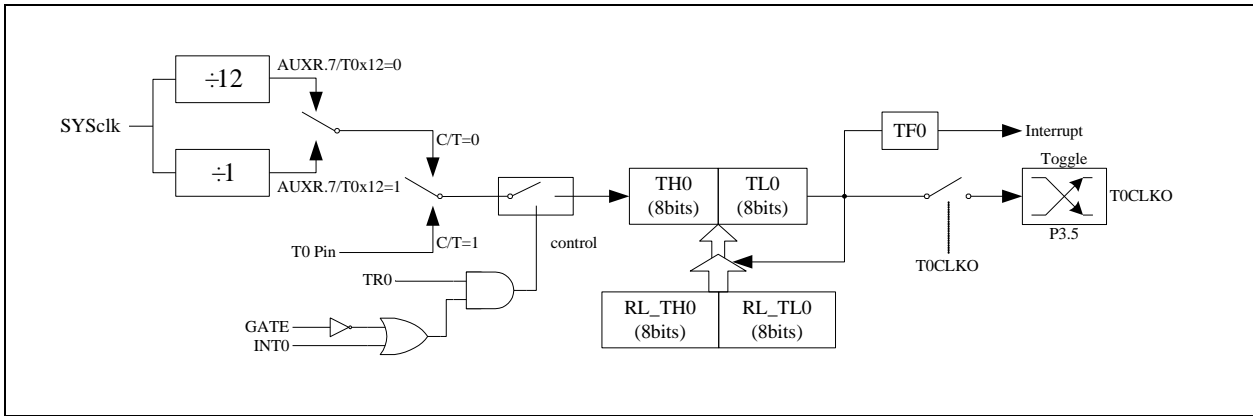 ÷12
AUXR.7/T0x12=0
SYSclk
÷1
AUXR.7/T0x12=1
C/T=0
C/T=1
T0 Pin
control
TR0
GATE
INT0
TH0
(8bits)
TL0
(8bits)
RL_TH0
(8bits)
RL_TL0
(8bits)
TF0
Interrupt
Toggle
T0CLKO
P3.5
T0CLKO